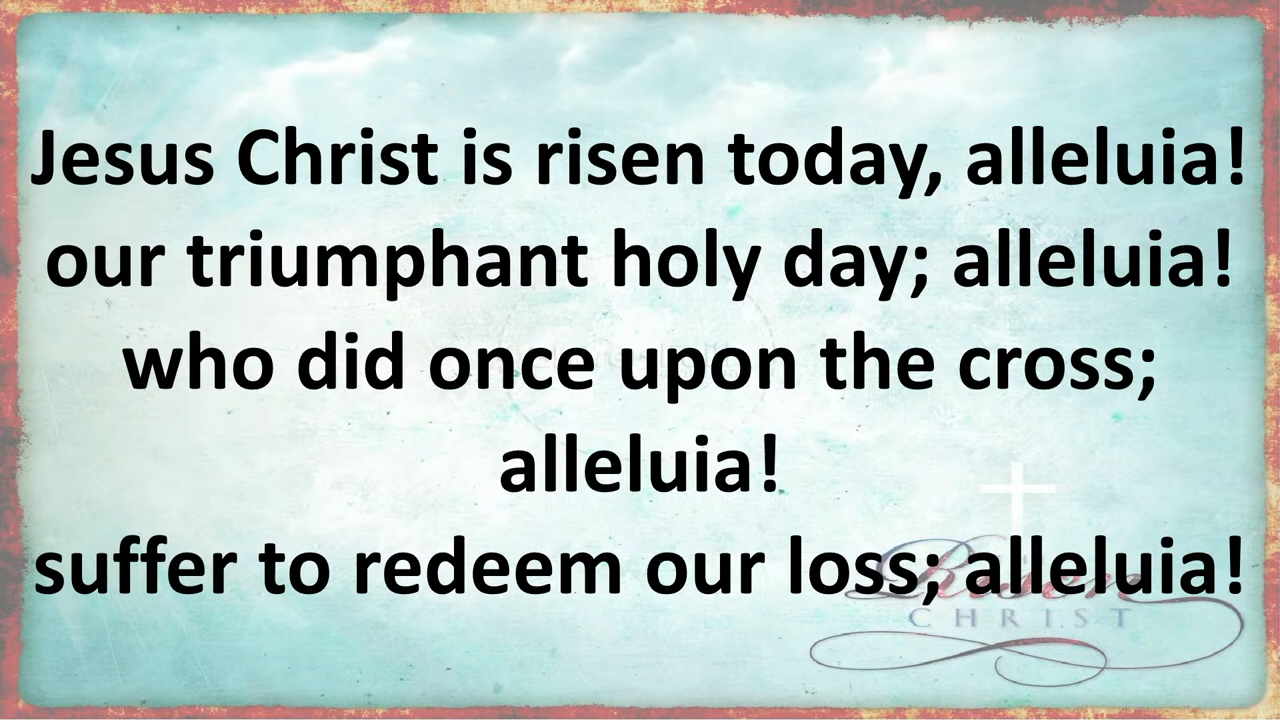 Jesus Christ is risen today, alleluia!
our triumphant holy day; alleluia!
who did once upon the cross;
alleluia!
suffer to redeem our loss; alleluia!
Risen
CHRIST